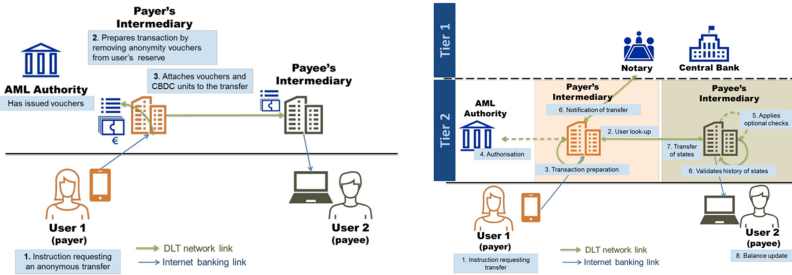 Payer's
Intermediary
2. Prepares transaction by
removing anonymity vouchers
from user's reserve
3. Attaches vouchers and
CBDC units to the transfer
Payee's
Intermediary
AML Authority
Has issued vouchers
€
User 1
(payer)
User 2
(payee)
1. Instruction requesting
an anonymous transfer
DLT network link
Internet banking link
Tier 1
Notary
Central Bank
Tier 2
AML
Authority
Payer's
Intermediary
Payee's
Intermediary
6. Notification of transfer
5. Applies
optional checks
2. User look-up
4. Authorisation
7. Transfer
of states
3. Transaction preparation
6. Validates history of states
User 1
(payer)
User 2
(payee)
1. Instruction requesting
transfer
DLT network link
Internet banking link
8. Balance update